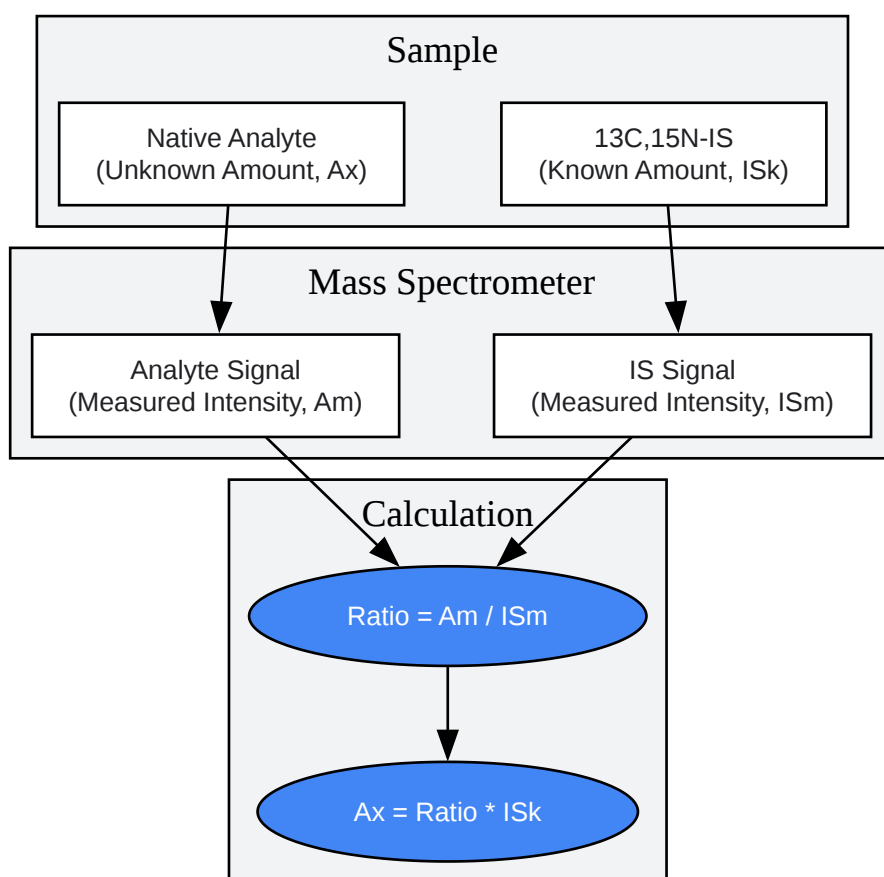 Sample
Native Analyte
(Unknown Amount, Ax)
13C,15N-IS
(Known Amount, ISk)
Mass Spectrometer
Analyte Signal
(Measured Intensity, Am)
IS Signal
(Measured Intensity, ISm)
Calculation
Ratio = Am / ISm
Ax = Ratio * ISk